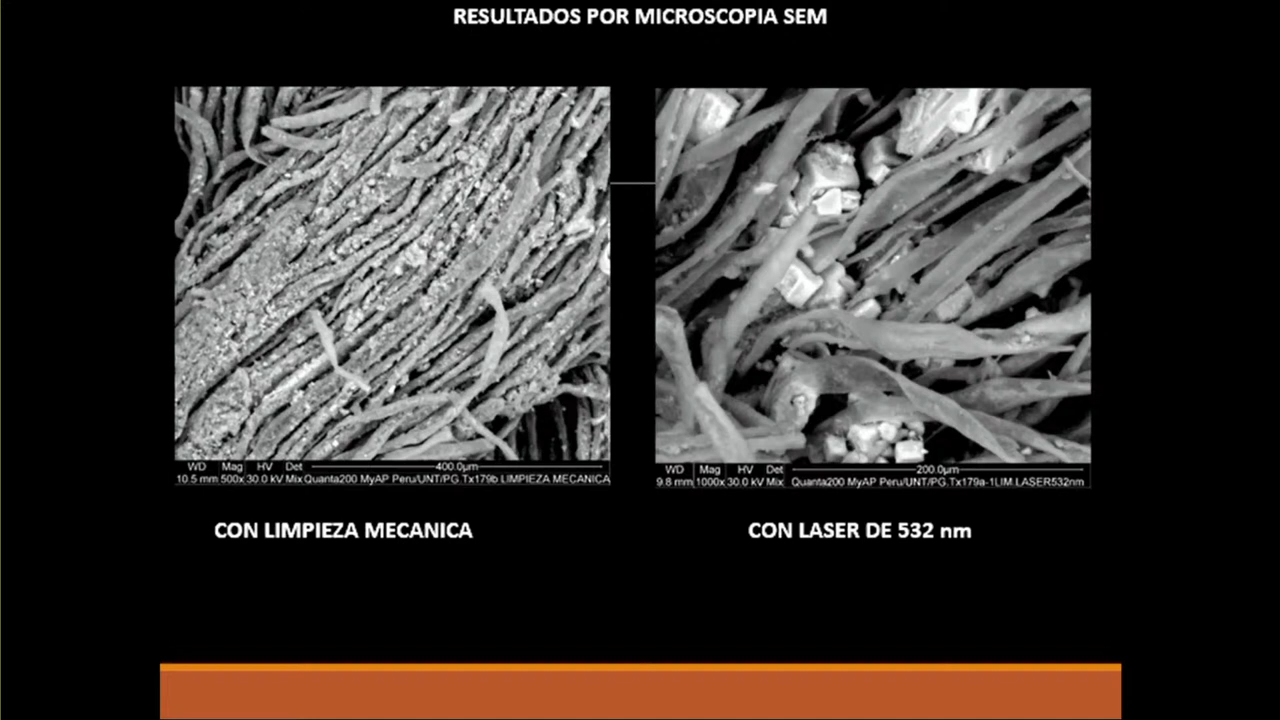 RESULTADOS POR MICROSCOPIA SEM
WD Mag HV Det 400.0µm
10.5 mm 500x 30.0 kV Mix Quanta200 MyAP Peru/UNT/PG.Tx179b LIMPIEZA MECANICA
WD Mag HV Det 200.0µm
9.8 mm 1000x 30.0 kV Mix Quanta200 MyAP Peru/UNT/PG.Tx179a-1LIM.LASER532nm
CON LIMPIEZA MECANICA
CON LASER DE 532 nm